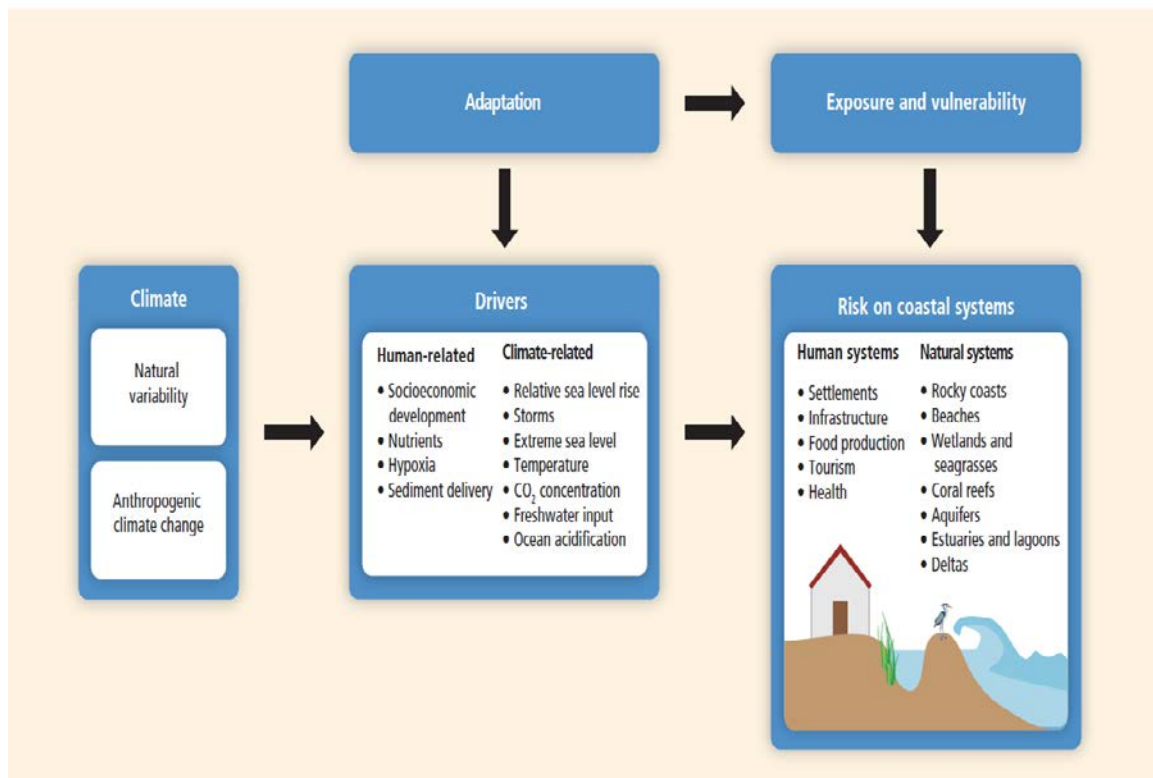 Adaptation
Exposure and vulnerability
Climate
Natural
variability
Anthropogenic
climate change
Drivers
Human-related
• Socioeconomic
development
• Nutrients
• Hypoxia
• Sediment delivery
Climate-related
• Relative sea level rise
• Storms
• Extreme sea level
• Temperature
• CO₂ concentration
• Freshwater input
• Ocean acidification
Risk on coastal systems
Human systems
• Settlements
• Infrastructure
• Food production
• Tourism
• Health
Natural systems
• Rocky coasts
• Beaches
• Wetlands and
seagrasses
• Coral reefs
• Aquifers
• Estuaries and lagoons
• Deltas